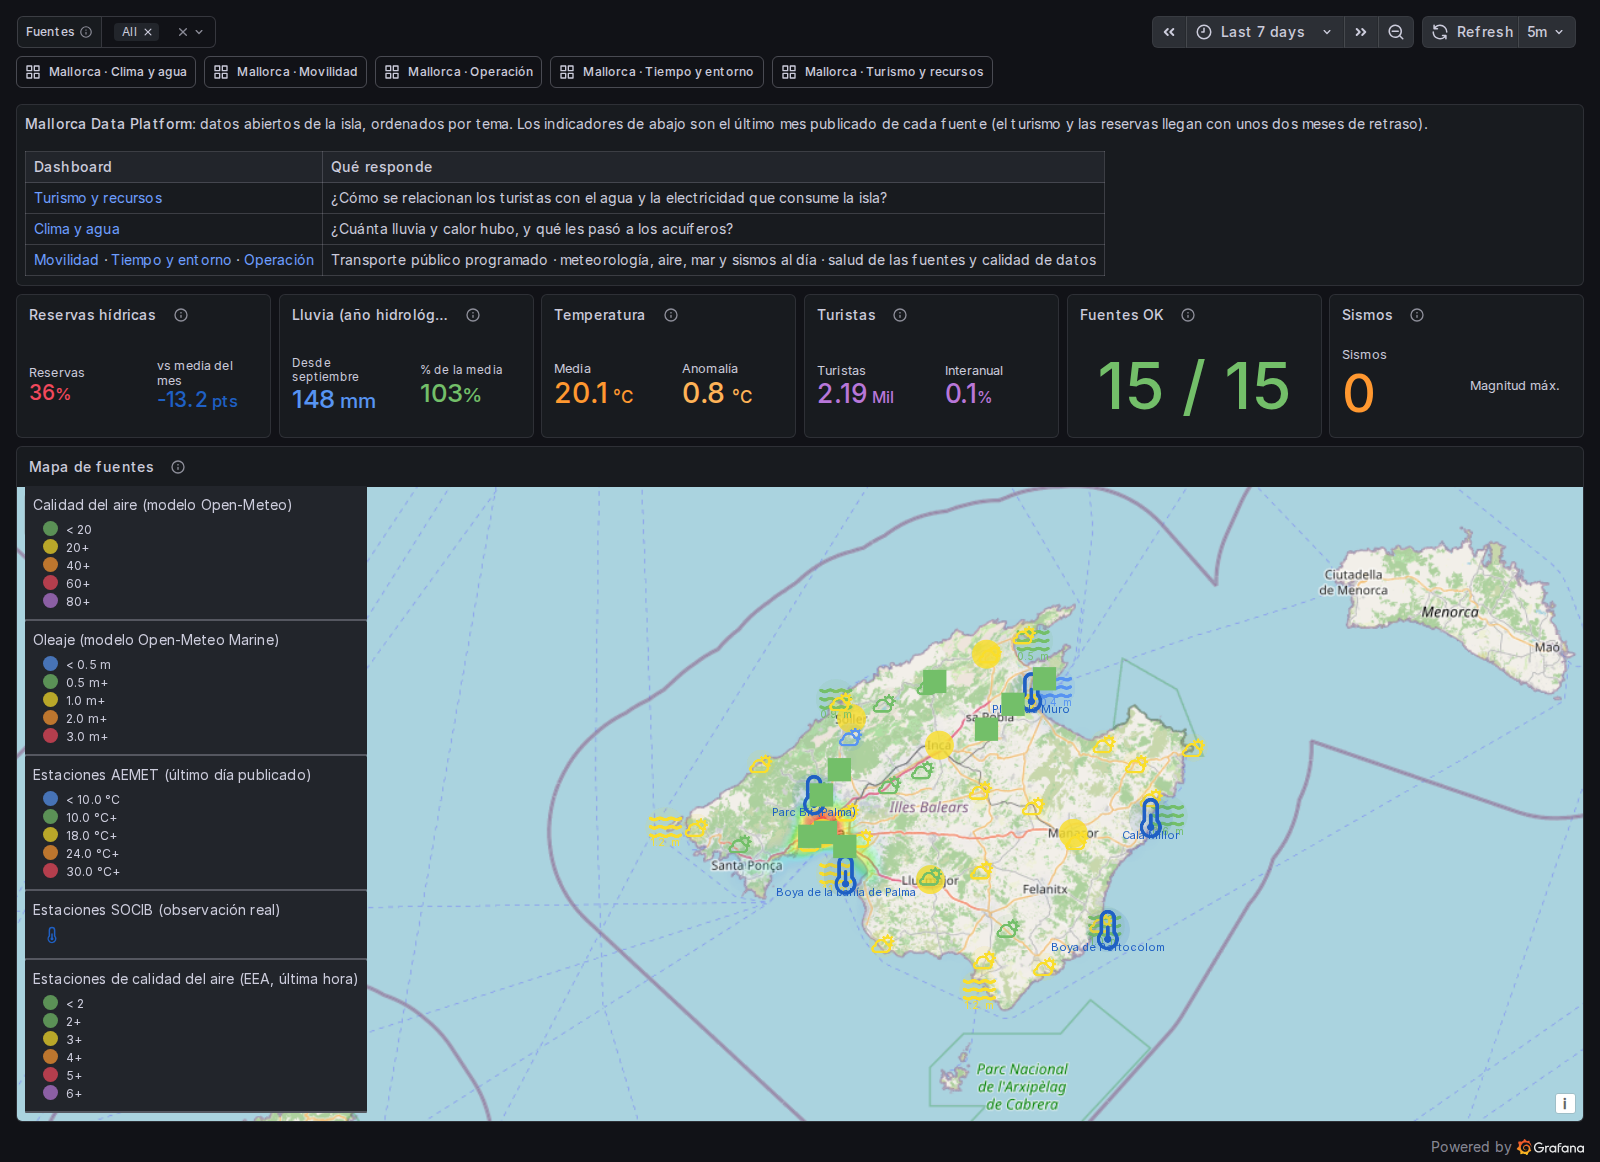 Fuentes
All
Last 7 days
Refresh
5m
Mallorca · Clima y agua
Mallorca · Movilidad
Mallorca · Operación
Mallorca · Tiempo y entorno
Mallorca · Turismo y recursos
Mallorca Data Platform: datos abiertos de la isla, ordenados por tema. Los indicadores de abajo son el último mes publicado de cada fuente (el turismo y las reservas llegan con unos dos meses de retraso).
Dashboard Qué responde
Turismo y recursos ¿Cómo se relacionan los turistas con el agua y la electricidad que consume la isla?
Clima y agua ¿Cuánta lluvia y calor hubo, y qué les pasó a los acuíferos?
Movilidad · Tiempo y entorno · Operación Transporte público programado · meteorología, aire, mar y sismos al día · salud de las fuentes y calidad de datos
Reservas hídricas
Reservas
36%
vs media del
mes
-13.2 pts
Lluvia (año hidrológ...
Desde
septiembre
148 mm
% de la media
103%
Temperatura
Media
20.1 °C
Anomalía
0.8 °C
Turistas
Turistas
2.19 Mil
Interanual
0.1%
Fuentes OK
15 / 15
Sismos
Sismos
0
Magnitud máx.
Mapa de fuentes
Calidad del aire (modelo Open-Meteo)
< 20
20+
40+
60+
80+
Oleaje (modelo Open-Meteo Marine)
< 0.5 m
0.5 m+
1.0 m+
2.0 m+
3.0 m+
Estaciones AEMET (último día publicado)
< 10.0 °C
10.0 °C+
18.0 °C+
24.0 °C+
30.0 °C+
Estaciones SOCIB (observación real)
Estaciones de calidad del aire (EEA, última hora)
< 2
2+
3+
4+
5+
6+
Ciutadella
de Menorca
Menorca
Maó
sa Pobla
Inca
Illes Balears
Parc Bit (Palma)
Manacor
Cala Millor
Santa Ponça
Boya de la Bahía de Palma
Felanitx
Boya de Portocolom
Parc Nacional
de l'Arxipèlag
de Cabrera
i
Powered by Grafana